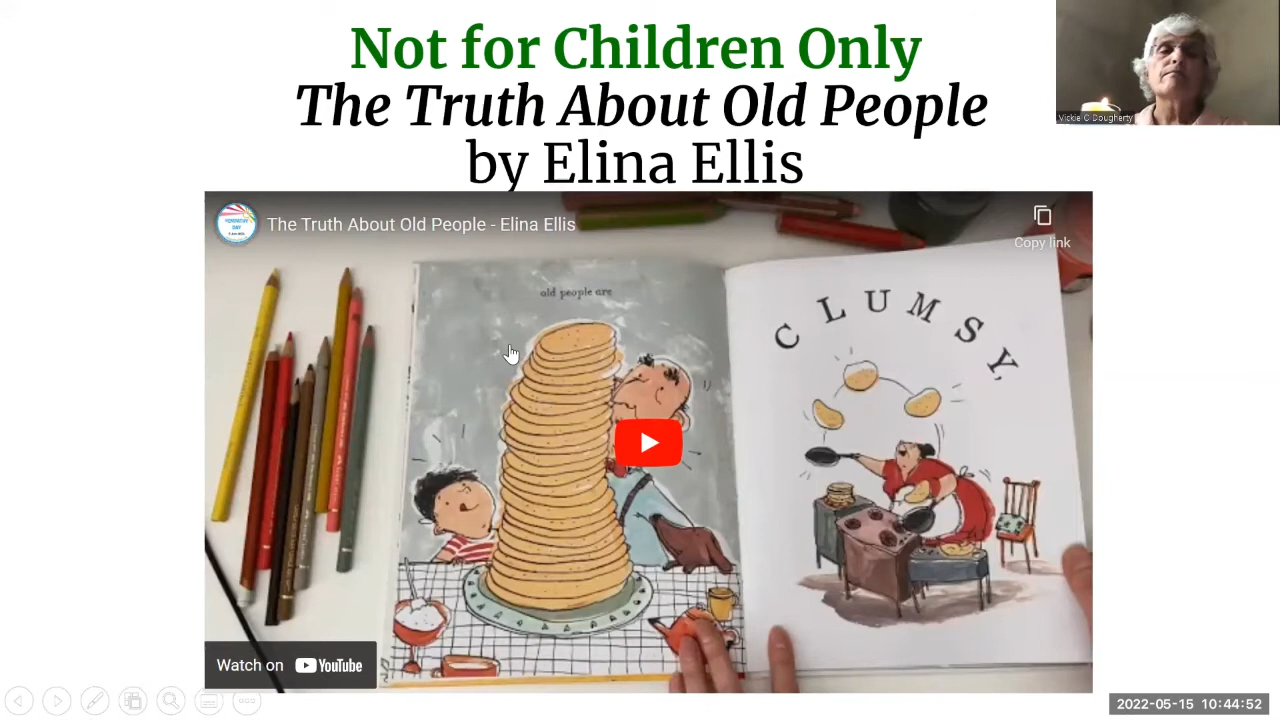 Not for Children Only
The Truth About Old People
by Elina Ellis
Vickie C Dougherty
The Truth About Old People - Elina Ellis
Copy link
old people are
CLUMSY,
Watch on YouTube
2022-05-15 10:44:52